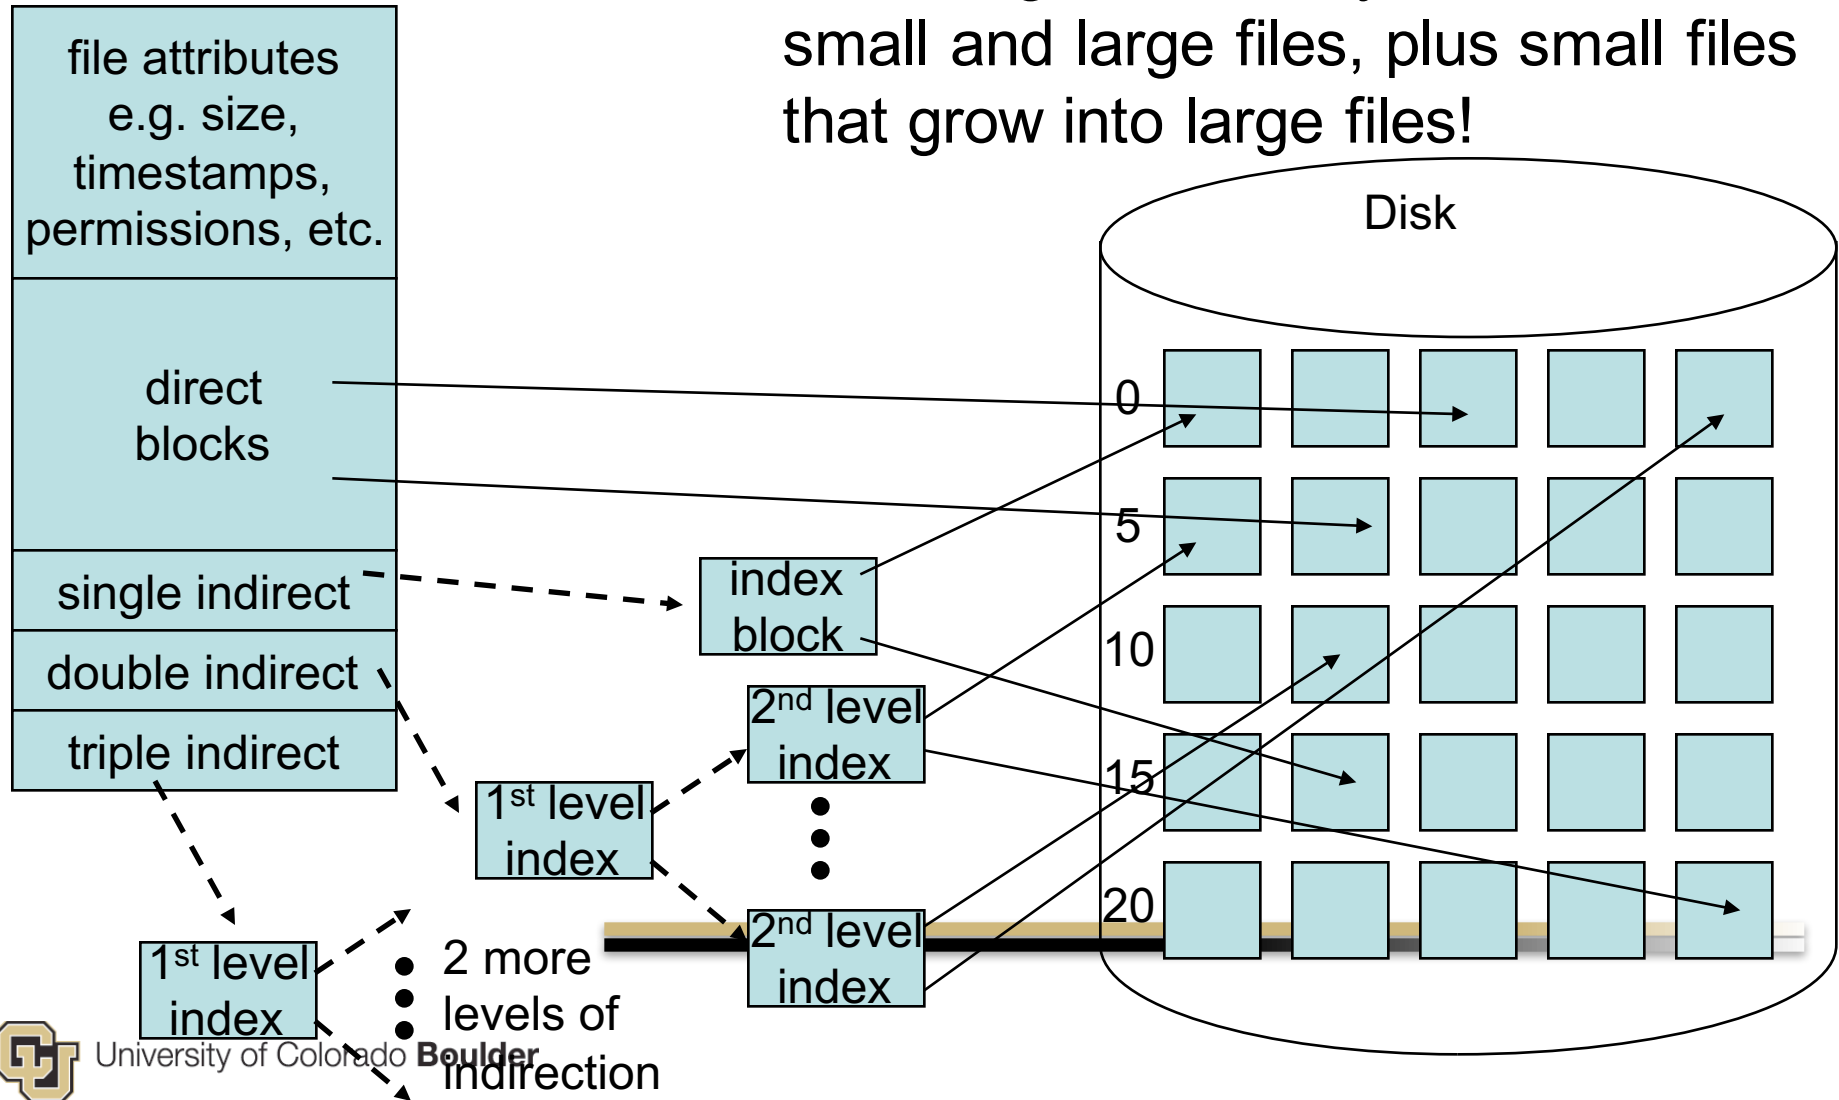 small and large files, plus small files
that grow into large files!
file attributes
e.g. size,
timestamps,
permissions, etc.
direct
blocks
single indirect
double indirect
triple indirect
index
block
2nd level
index
1st level
index
2nd level
index
1st level
index
2 more
levels of
indirection
Disk
0
5
10
15
20
University of Colorado Boulder